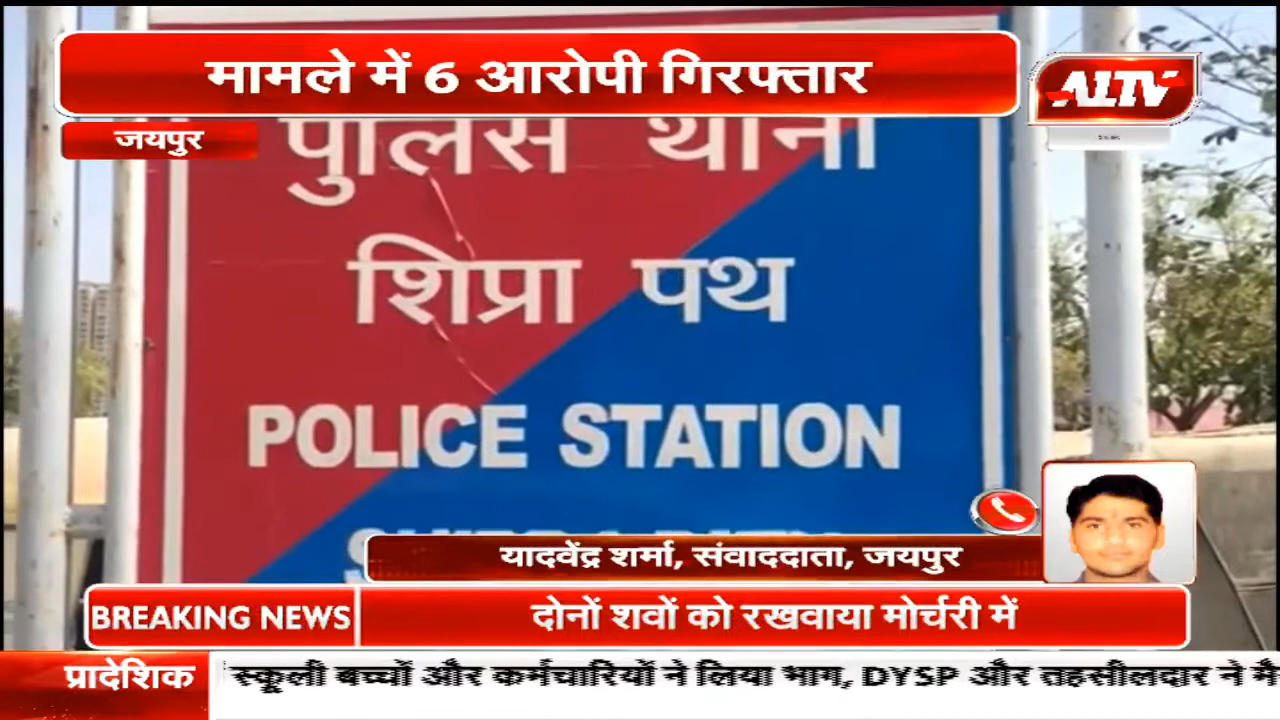 मामले में 6 आरोपी गिरफ्तार
ALTV
जयपुर
पुलिस थाना
शिप्रा पथ
POLICE STATION
यादवेंद्र शर्मा, संवाददाता, जयपुर
BREAKING NEWS
दोनों शवों को रखवाया मोर्चरी में
प्रादेशिक
स्कूली बच्चों और कर्मचारियों ने लिया भाग, DYSP और तहसीलदार ने